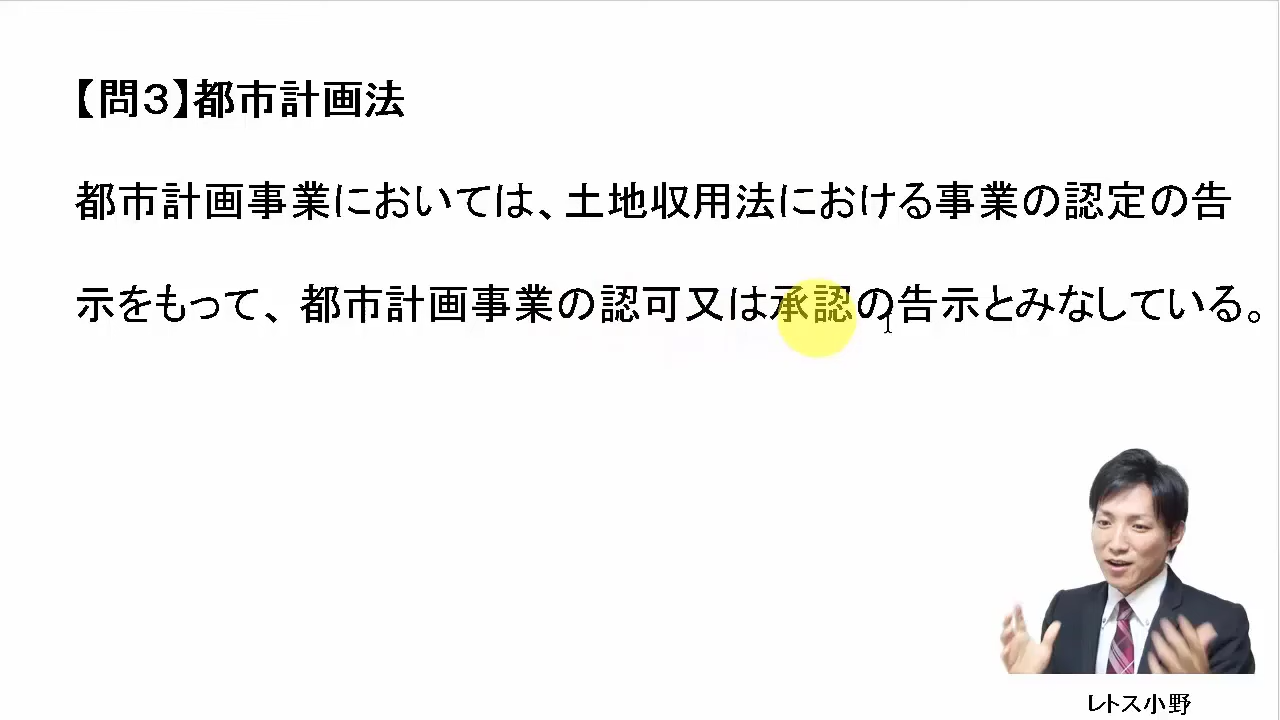 【問３】都市計画法
都市計画事業においては、土地収用法における事業の認定の告
示をもって、都市計画事業の認可又は承認の告示とみなしている。
レトス小野